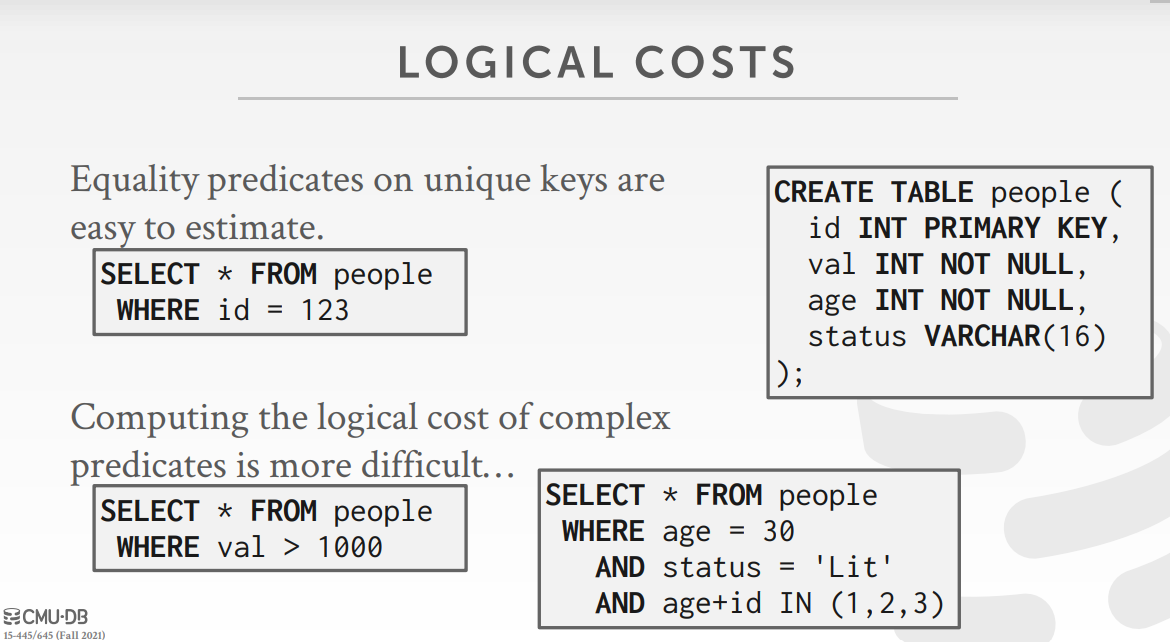 LOGICAL COSTS
Equality predicates on unique keys are
easy to estimate.
SELECT * FROM people
WHERE id = 123
CREATE TABLE people (
id INT PRIMARY KEY,
val INT NOT NULL,
age INT NOT NULL,
status VARCHAR(16)
);
Computing the logical cost of complex
predicates is more difficult…
SELECT * FROM people
WHERE val > 1000
SELECT * FROM people
WHERE age = 30
AND status = 'Lit'
AND age+id IN (1,2,3)
CMU·DB
15-445/645 (Fall 2021)